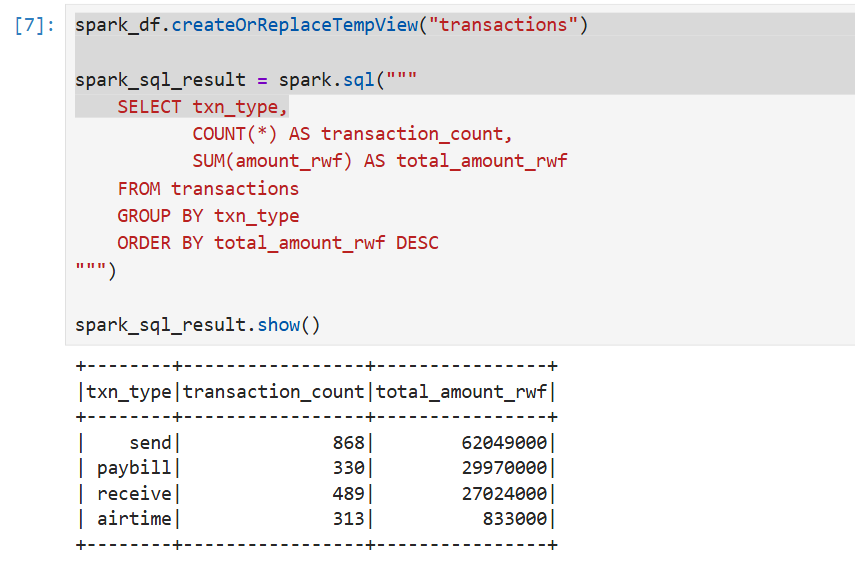 [7]: spark_df.createOrReplaceTempView("transactions")
spark_sql_result = spark.sql("""
    SELECT txn_type,
           COUNT(*) AS transaction_count,
           SUM(amount_rwf) AS total_amount_rwf
    FROM transactions
    GROUP BY txn_type
    ORDER BY total_amount_rwf DESC
""")
spark_sql_result.show()
+--------+-----------------+----------------+
|txn_type|transaction_count|total_amount_rwf|
+--------+-----------------+----------------+
|    send|              868|        62049000|
| paybill|              330|        29970000|
| receive|              489|        27024000|
| airtime|              313|          833000|
+--------+-----------------+----------------+